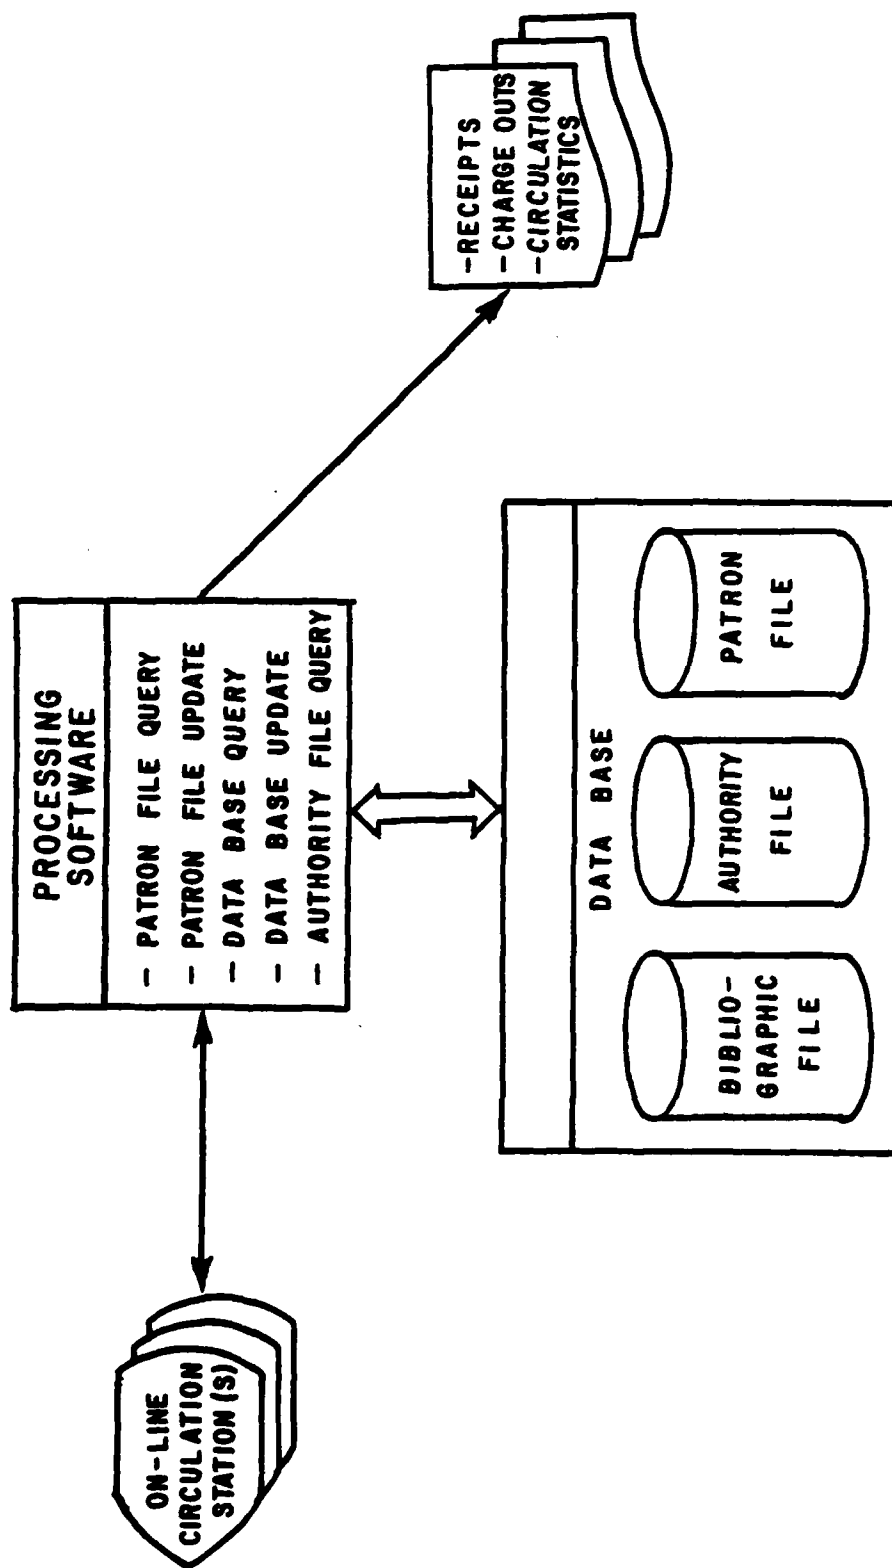 ON-LINE
CIRCULATION
STATION(S)
PROCESSING
SOFTWARE
- PATRON FILE QUERY
- PATRON FILE UPDATE
- DATA BASE QUERY
- DATA BASE UPDATE
- AUTHORITY FILE QUERY
-RECEIPTS
-CHARGE OUTS
-CIRCULATION
STATISTICS
DATA BASE
BIBLIO-
GRAPHIC
FILE
AUTHORITY
FILE
PATRON
FILE